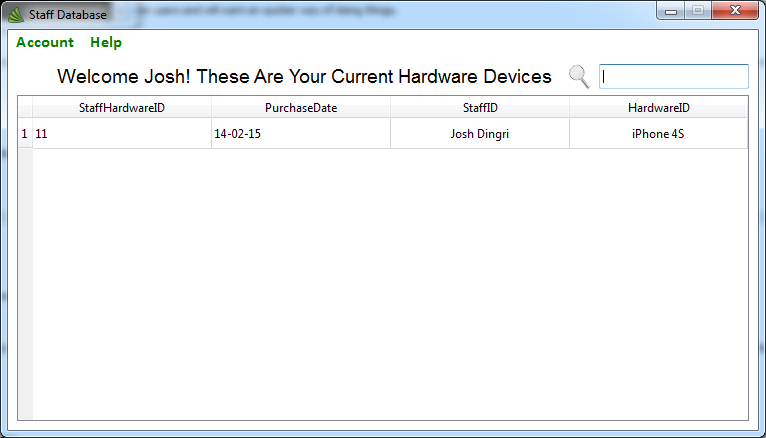 Staff Database
Account Help
Welcome Josh! These Are Your Current Hardware Devices
StaffHardwareID PurchaseDate StaffID HardwareID
1 11 14-02-15 Josh Dingri iPhone 4S